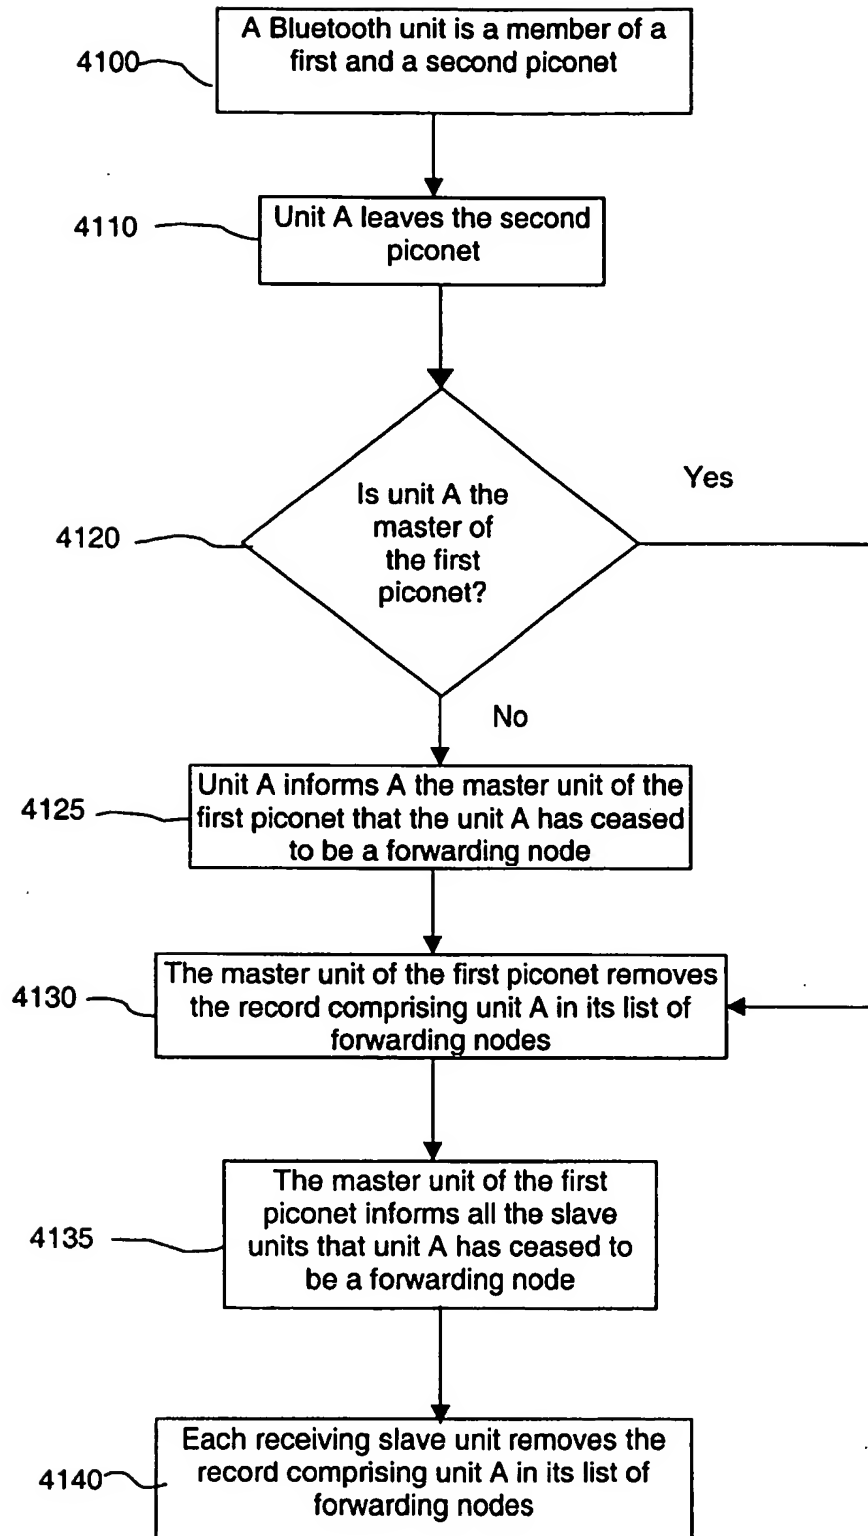 A Bluetooth unit is a member of a
first and a second piconet
4100
Unit A leaves the second
piconet
4110
Yes
Is unit A the
master of
the first
piconet?
4120
No
Unit A informs A the master unit of the
first piconet that the unit A has ceased
to be a forwarding node
4125
The master unit of the first piconet removes
the record comprising unit A in its list of
forwarding nodes
4130
The master unit of the first
piconet informs all the slave
units that unit A has ceased to
be a forwarding node
4135
Each receiving slave unit removes the
record comprising unit A in its list of
forwarding nodes
4140